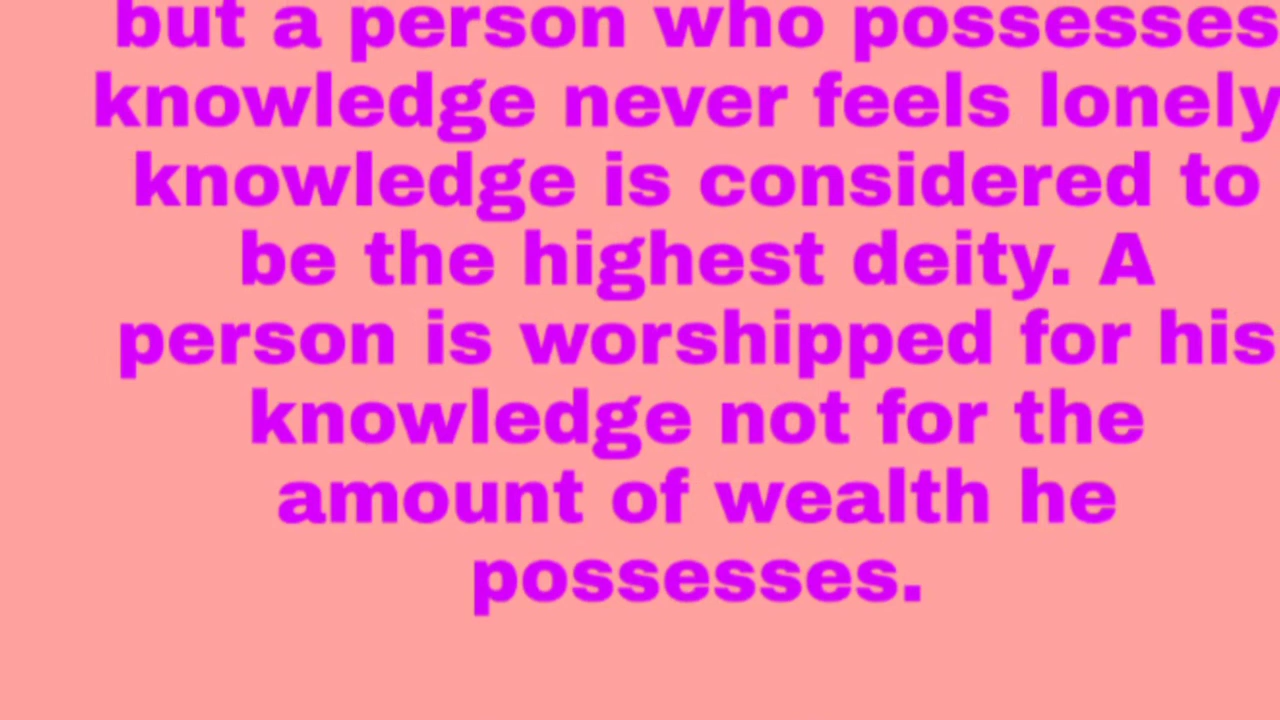 but a person who possesses
knowledge never feels lonely
knowledge is considered to
be the highest deity. A
person is worshipped for his
knowledge not for the
amount of wealth he
possesses.